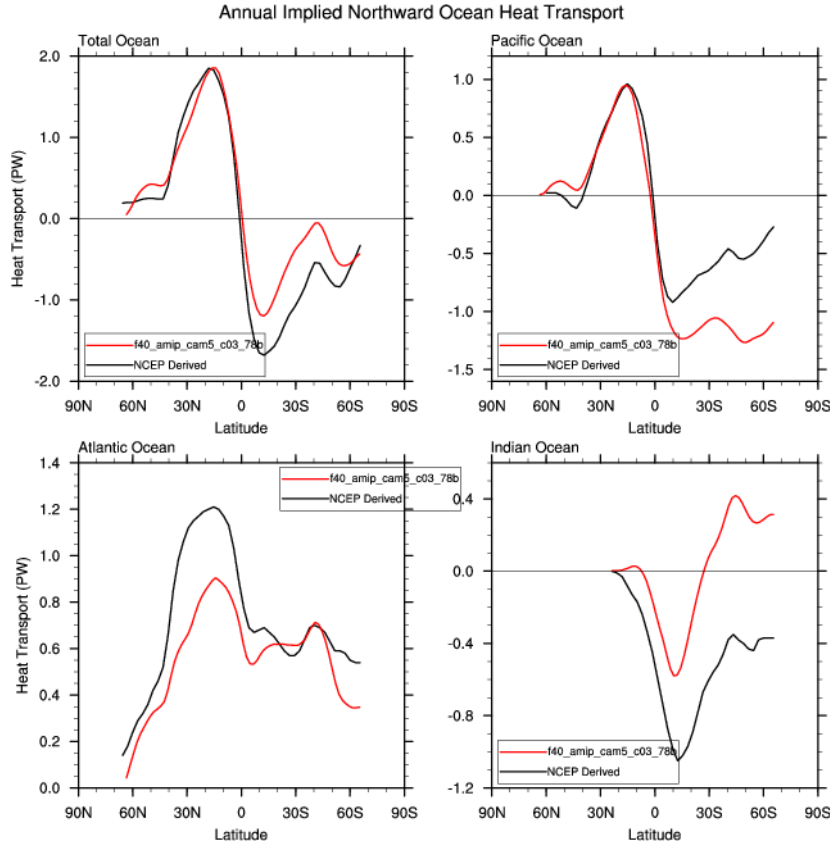 Annual Implied Northward Ocean Heat Transport
Total Ocean
2.0
1.0
0.0
-1.0
-2.0
Heat Transport (PW)
f40_amip_cam5_c03_78b
NCEP Derived
90N 60N 30N 0 30S 60S 90S
Latitude
Pacific Ocean
1.0
0.5
0.0
-0.5
-1.0
-1.5
f40_amip_cam5_c03_78b
NCEP Derived
90N 60N 30N 0 30S 60S 90S
Latitude
Atlantic Ocean
1.4
1.2
1.0
0.8
0.6
0.4
0.2
0.0
Heat Transport (PW)
f40_amip_cam5_c03_78b
NCEP Derived
90N 60N 30N 0 30S 60S 90S
Latitude
Indian Ocean
0.4
0.0
-0.4
-0.8
-1.2
f40_amip_cam5_c03_78b
NCEP Derived
90N 60N 30N 0 30S 60S 90S
Latitude